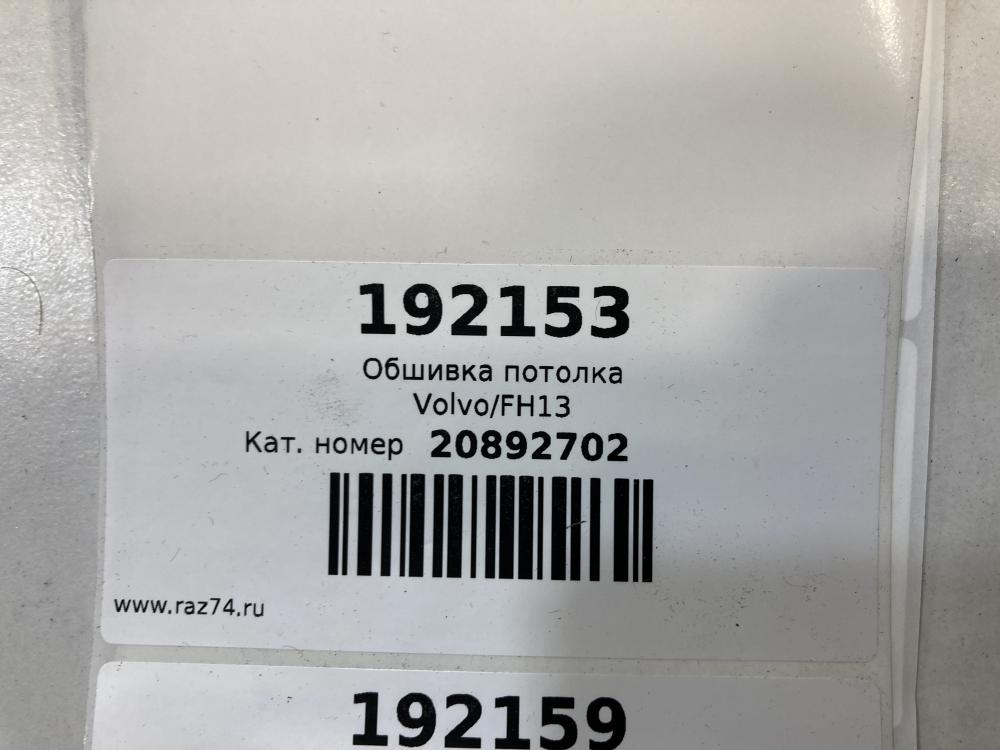 192153
Обшивка потолка
Volvo/FH13
Кат. номер 20892702
www.raz74.ru
192159